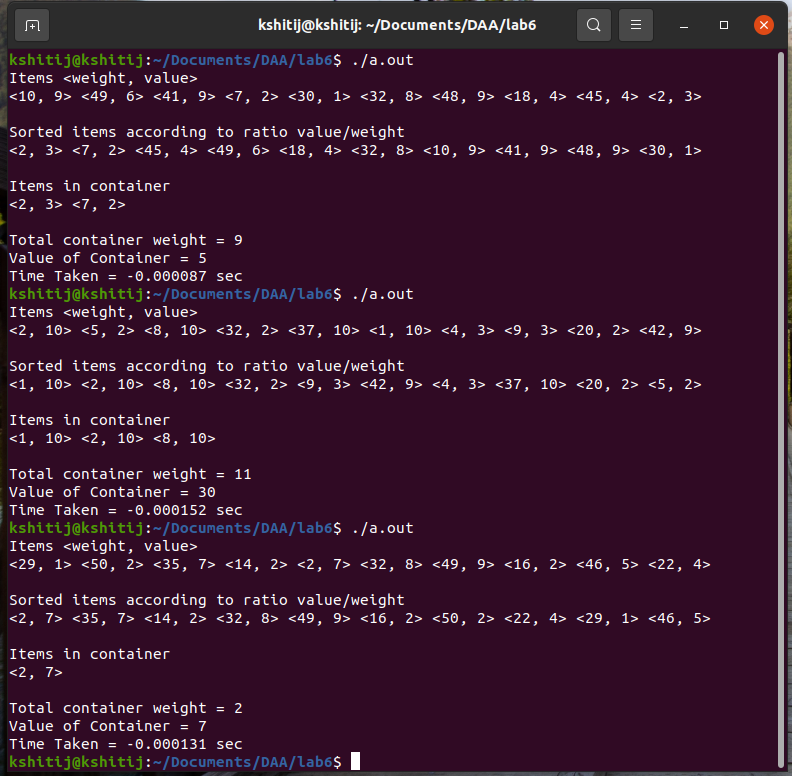 kshitij@kshitij: ~/Documents/DAA/lab6
kshitij@kshitij:~/Documents/DAA/lab6$ ./a.out
Items <weight, value>
<10, 9> <49, 6> <41, 9> <7, 2> <30, 1> <32, 8> <48, 9> <18, 4> <45, 4> <2, 3>
Sorted items according to ratio value/weight
<2, 3> <7, 2> <45, 4> <49, 6> <18, 4> <32, 8> <10, 9> <41, 9> <48, 9> <30, 1>
Items in container
<2, 3> <7, 2>
Total container weight = 9
Value of Container = 5
Time Taken = -0.000087 sec
kshitij@kshitij:~/Documents/DAA/lab6$ ./a.out
Items <weight, value>
<2, 10> <5, 2> <8, 10> <32, 2> <37, 10> <1, 10> <4, 3> <9, 3> <20, 2> <42, 9>
Sorted items according to ratio value/weight
<1, 10> <2, 10> <8, 10> <32, 2> <9, 3> <42, 9> <4, 3> <37, 10> <20, 2> <5, 2>
Items in container
<1, 10> <2, 10> <8, 10>
Total container weight = 11
Value of Container = 30
Time Taken = -0.000152 sec
kshitij@kshitij:~/Documents/DAA/lab6$ ./a.out
Items <weight, value>
<29, 1> <50, 2> <35, 7> <14, 2> <2, 7> <32, 8> <49, 9> <16, 2> <46, 5> <22, 4>
Sorted items according to ratio value/weight
<2, 7> <35, 7> <14, 2> <32, 8> <49, 9> <16, 2> <50, 2> <22, 4> <29, 1> <46, 5>
Items in container
<2, 7>
Total container weight = 2
Value of Container = 7
Time Taken = -0.000131 sec
kshitij@kshitij:~/Documents/DAA/lab6$